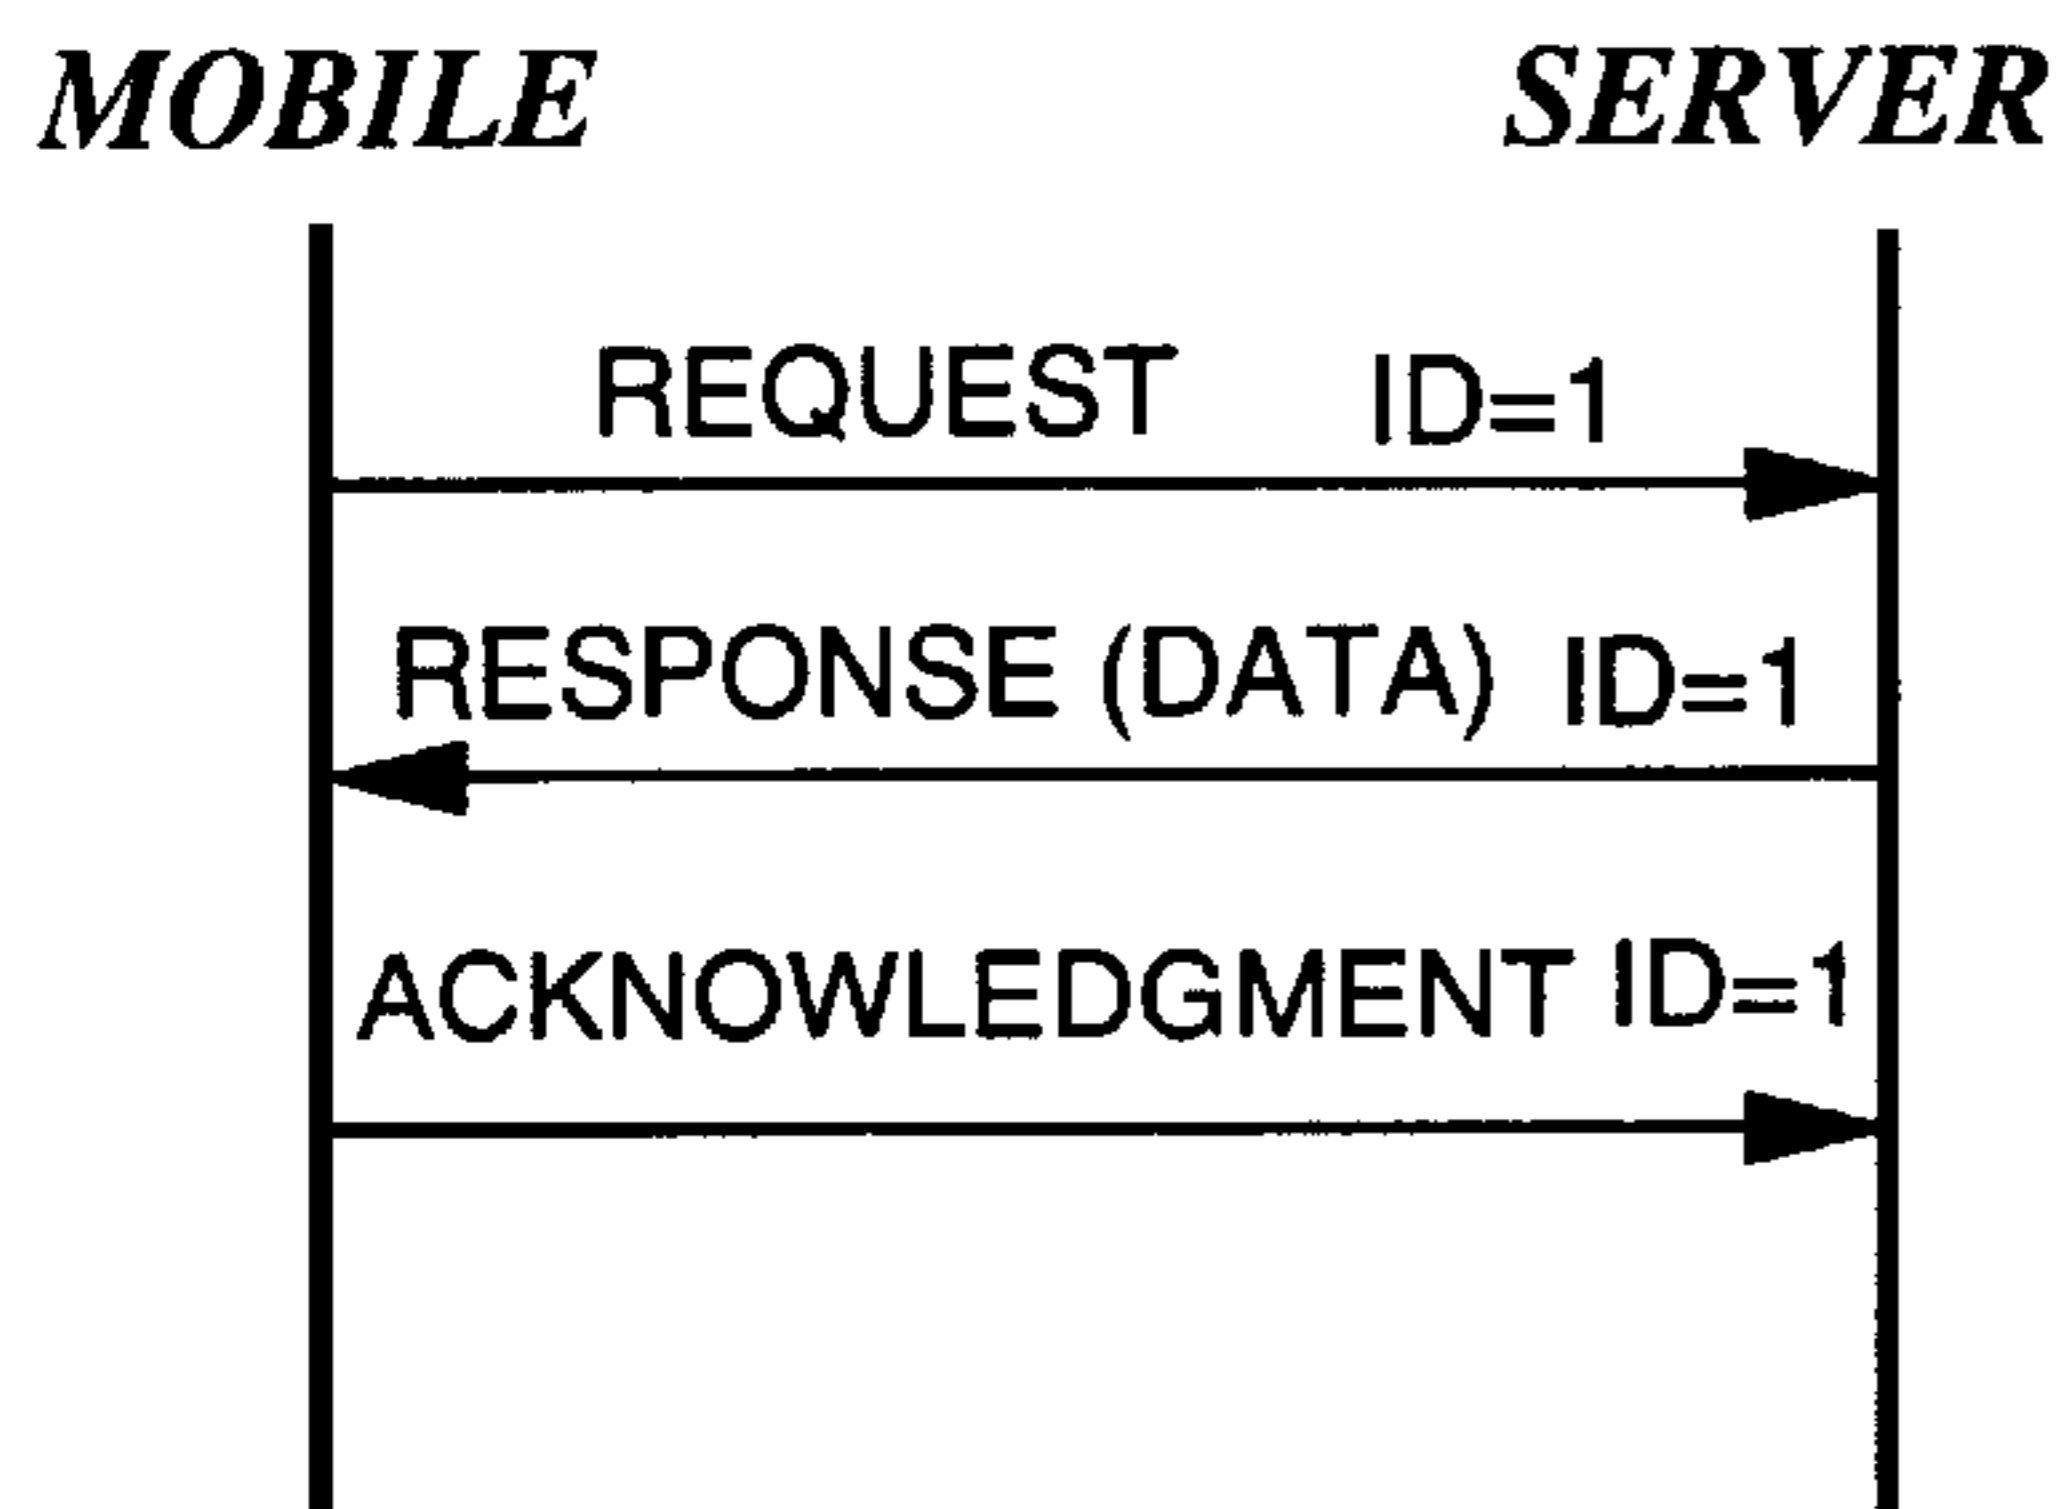 MOBILE SERVER
REQUEST ID=1
RESPONSE (DATA) ID=1
ACKNOWLEDGMENT ID=1